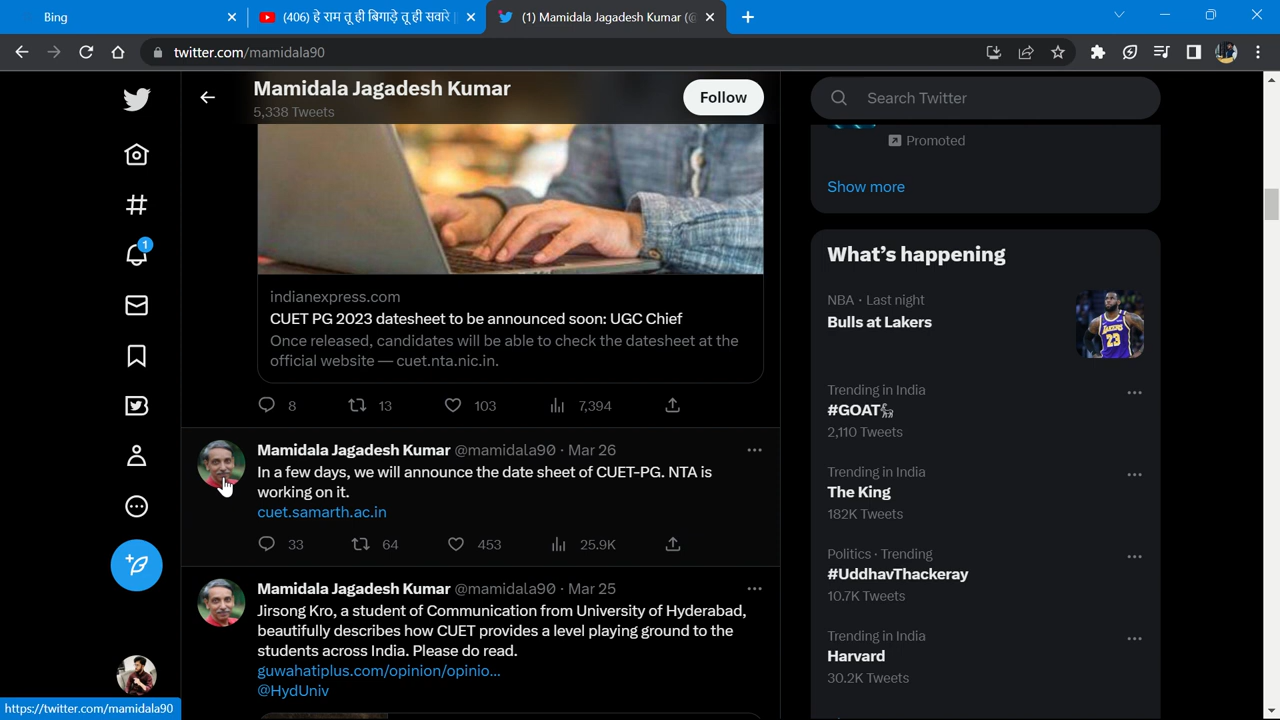 Bing
(406) हे राम तू ही बिगाड़े तू ही सवारे
(1) Mamidala Jagadesh Kumar (@
twitter.com/mamidala90
Mamidala Jagadesh Kumar
5,338 Tweets
Follow
Search Twitter
Promoted
Show more
indianexpress.com
CUET PG 2023 datesheet to be announced soon: UGC Chief
Once released, candidates will be able to check the datesheet at the
official website — cuet.nta.nic.in.
8 13 103 7,394
Mamidala Jagadesh Kumar @mamidala90 · Mar 26
In a few days, we will announce the date sheet of CUET-PG. NTA is
working on it.
cuet.samarth.ac.in
33 64 453 25.9K
Mamidala Jagadesh Kumar @mamidala90 · Mar 25
Jirsong Kro, a student of Communication from University of Hyderabad,
beautifully describes how CUET provides a level playing ground to the
students across India. Please do read.
guwahatiplus.com/opinion/opinio...
@HydUniv
What's happening
NBA · Last night
Bulls at Lakers
LAKERS
23
Trending in India
#GOAT🐐
2,110 Tweets
Trending in India
The King
182K Tweets
Politics · Trending
#UddhavThackeray
10.7K Tweets
Trending in India
Harvard
30.2K Tweets
1
https://twitter.com/mamidala90